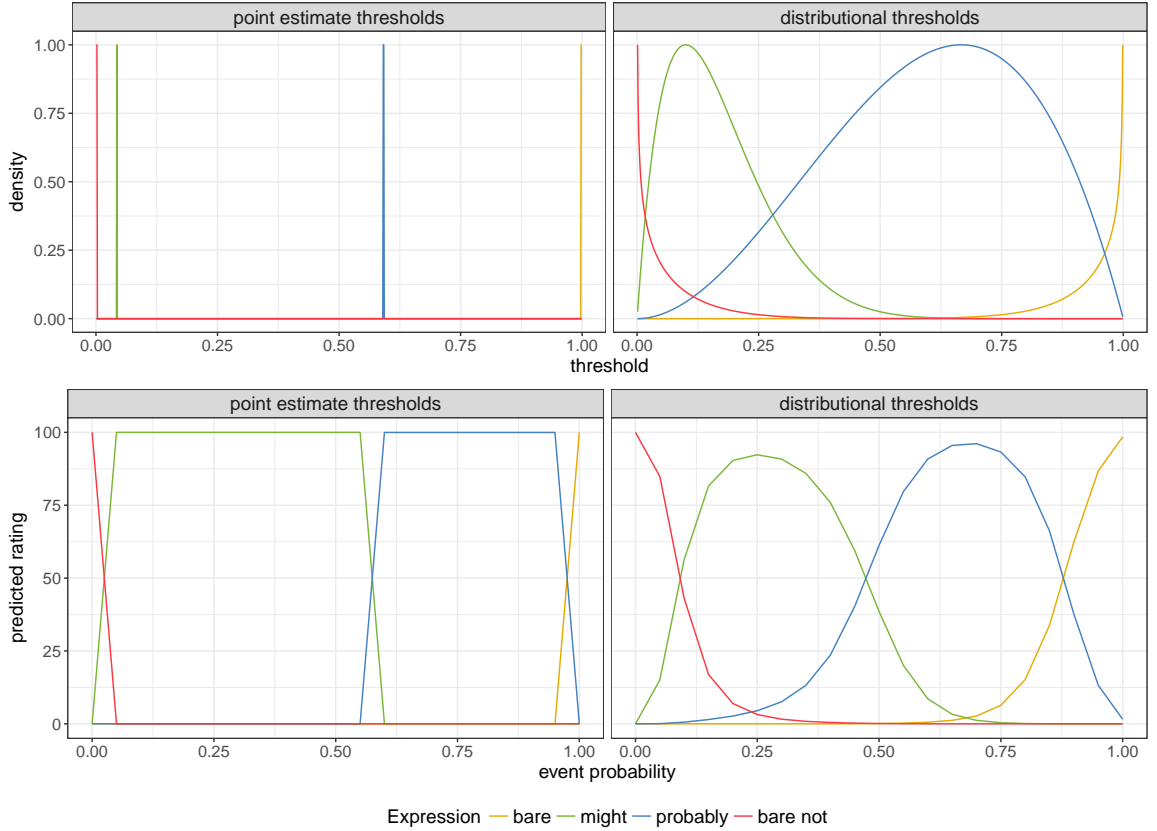 point estimate thresholds
distributional thresholds
density
1.00
0.75
0.50
0.25
0.00
0.00 0.25 0.50 0.75 1.00
0.00 0.25 0.50 0.75 1.00
threshold
point estimate thresholds
distributional thresholds
predicted rating
100
75
50
25
0
0.00 0.25 0.50 0.75 1.00
0.00 0.25 0.50 0.75 1.00
event probability
Expression bare might probably bare not